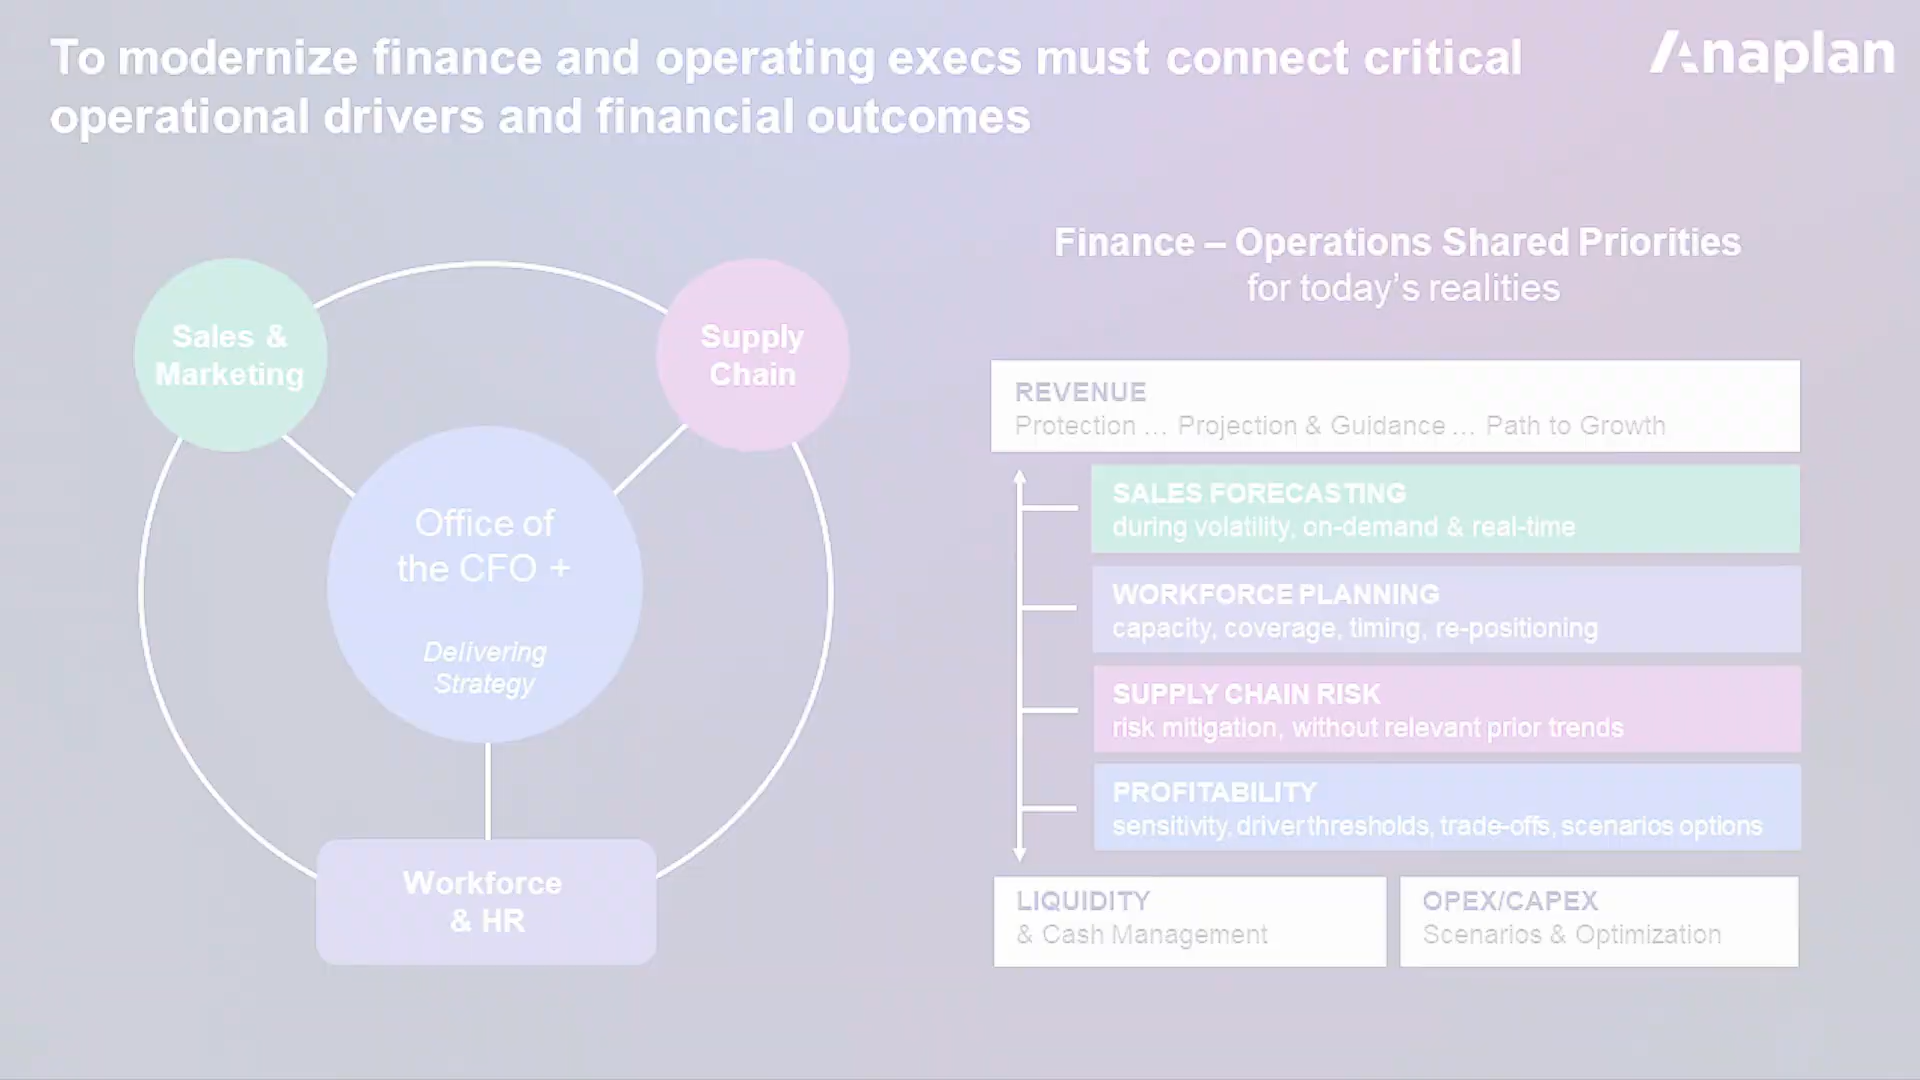 To modernize finance and operating execs must connect critical
operational drivers and financial outcomes
Anaplan
Sales &
Marketing
Supply
Chain
Office of
the CFO +
Delivering
Strategy
Workforce
& HR
Finance – Operations Shared Priorities
for today’s realities
REVENUE
Protection ... Projection & Guidance ... Path to Growth
SALES FORECASTING
during volatility, on-demand & real-time
WORKFORCE PLANNING
capacity, coverage, timing, re-positioning
SUPPLY CHAIN RISK
risk mitigation, without relevant prior trends
PROFITABILITY
sensitivity, driver thresholds, trade-offs, scenarios options
LIQUIDITY
& Cash Management
OPEX/CAPEX
Scenarios & Optimization